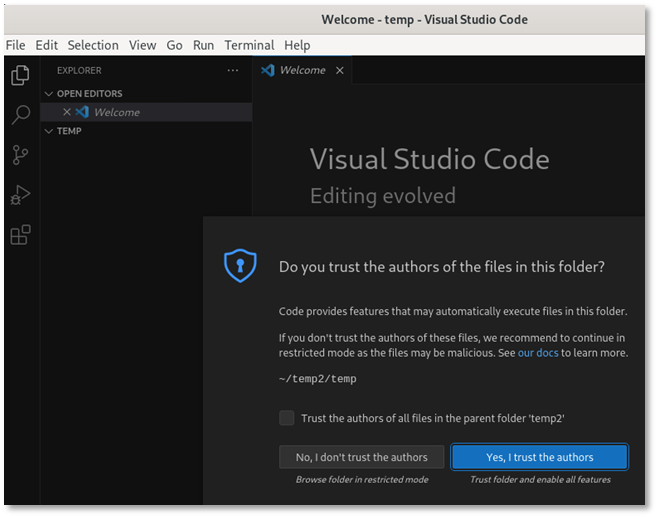 Welcome - temp - Visual Studio Code
File Edit Selection View Go Run Terminal Help
EXPLORER ···
OPEN EDITORS
Welcome
TEMP
Welcome
Visual Studio Code
Editing evolved
Do you trust the authors of the files in this folder?
Code provides features that may automatically execute files in this folder.
If you don't trust the authors of these files, we recommend to continue in
restricted mode as the files may be malicious. See our docs to learn more.
~/temp2/temp
Trust the authors of all files in the parent folder 'temp2'
No, I don't trust the authors
Browse folder in restricted mode
Yes, I trust the authors
Trust folder and enable all features